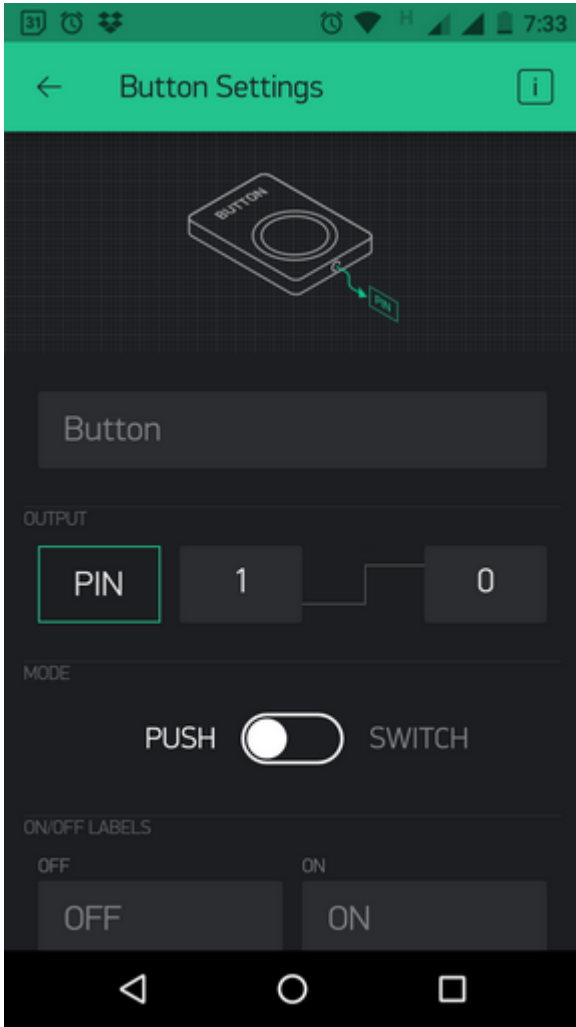 31 H 7:33
Button Settings i
BUTTON
PIN
Button
OUTPUT
PIN 1 0
MODE
PUSH SWITCH
ON/OFF LABELS
OFF ON
OFF ON